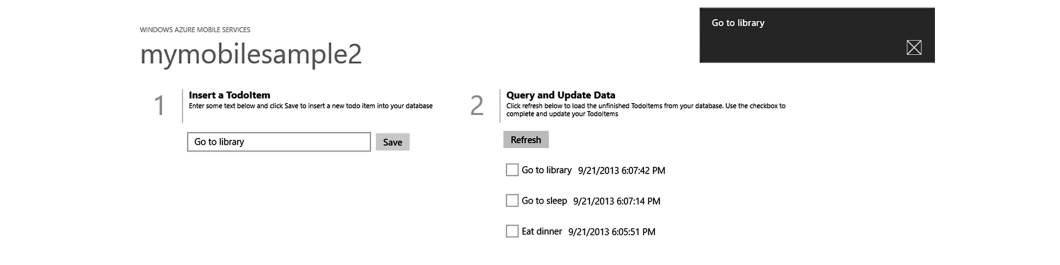 Go to library
WINDOWS AZURE MOBILE SERVICES
mymobilesample2
1
Insert a TodoItem
Enter some text below and click Save to insert a new todo item into your database
Go to library
Save
2
Query and Update Data
Click refresh below to load the unfinished TodoItems from your database. Use the checkbox to
complete and update your TodoItems
Refresh
Go to library 9/21/2013 6:07:42 PM
Go to sleep 9/21/2013 6:07:14 PM
Eat dinner 9/21/2013 6:05:51 PM